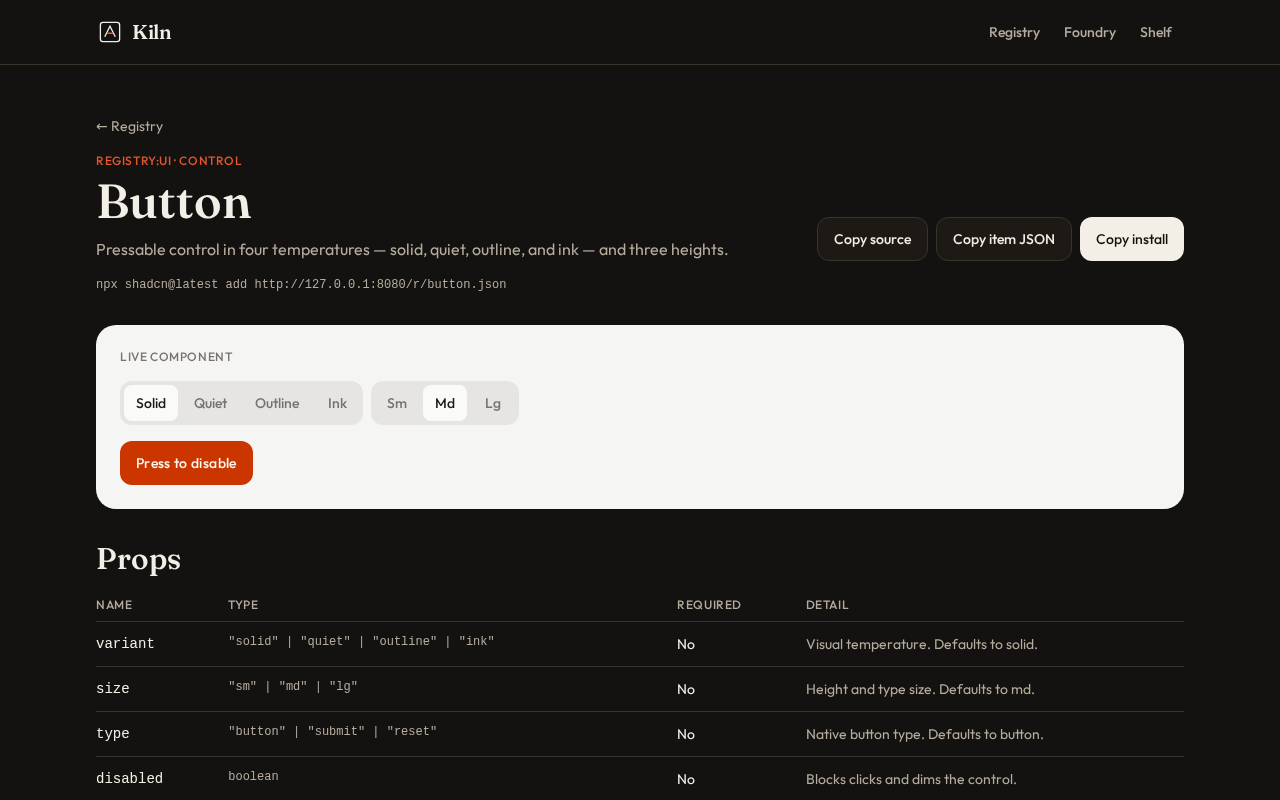 Kiln
Registry Foundry Shelf
← Registry
REGISTRY:UI · CONTROL
Button
Pressable control in four temperatures — solid, quiet, outline, and ink — and three heights.
npx shadcn@latest add http://127.0.0.1:8080/r/button.json
Copy source Copy item JSON Copy install
LIVE COMPONENT
Solid Quiet Outline Ink Sm Md Lg
Press to disable
Props
NAME TYPE REQUIRED DETAIL
variant "solid" | "quiet" | "outline" | "ink" No Visual temperature. Defaults to solid.
size "sm" | "md" | "lg" No Height and type size. Defaults to md.
type "button" | "submit" | "reset" No Native button type. Defaults to button.
disabled boolean No Blocks clicks and dims the control.